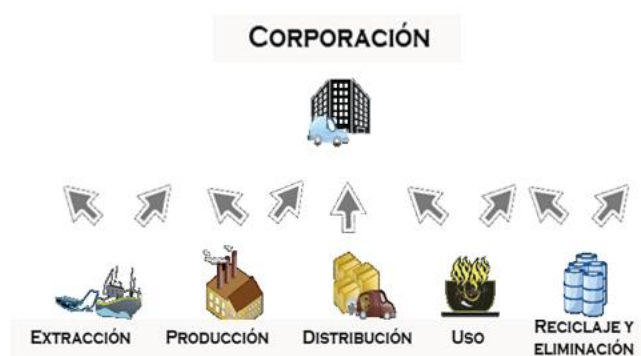 CORPORACIÓN
EXTRACCIÓN
PRODUCCIÓN
DISTRIBUCIÓN
USO
RECICLAJE Y
ELIMINACIÓN